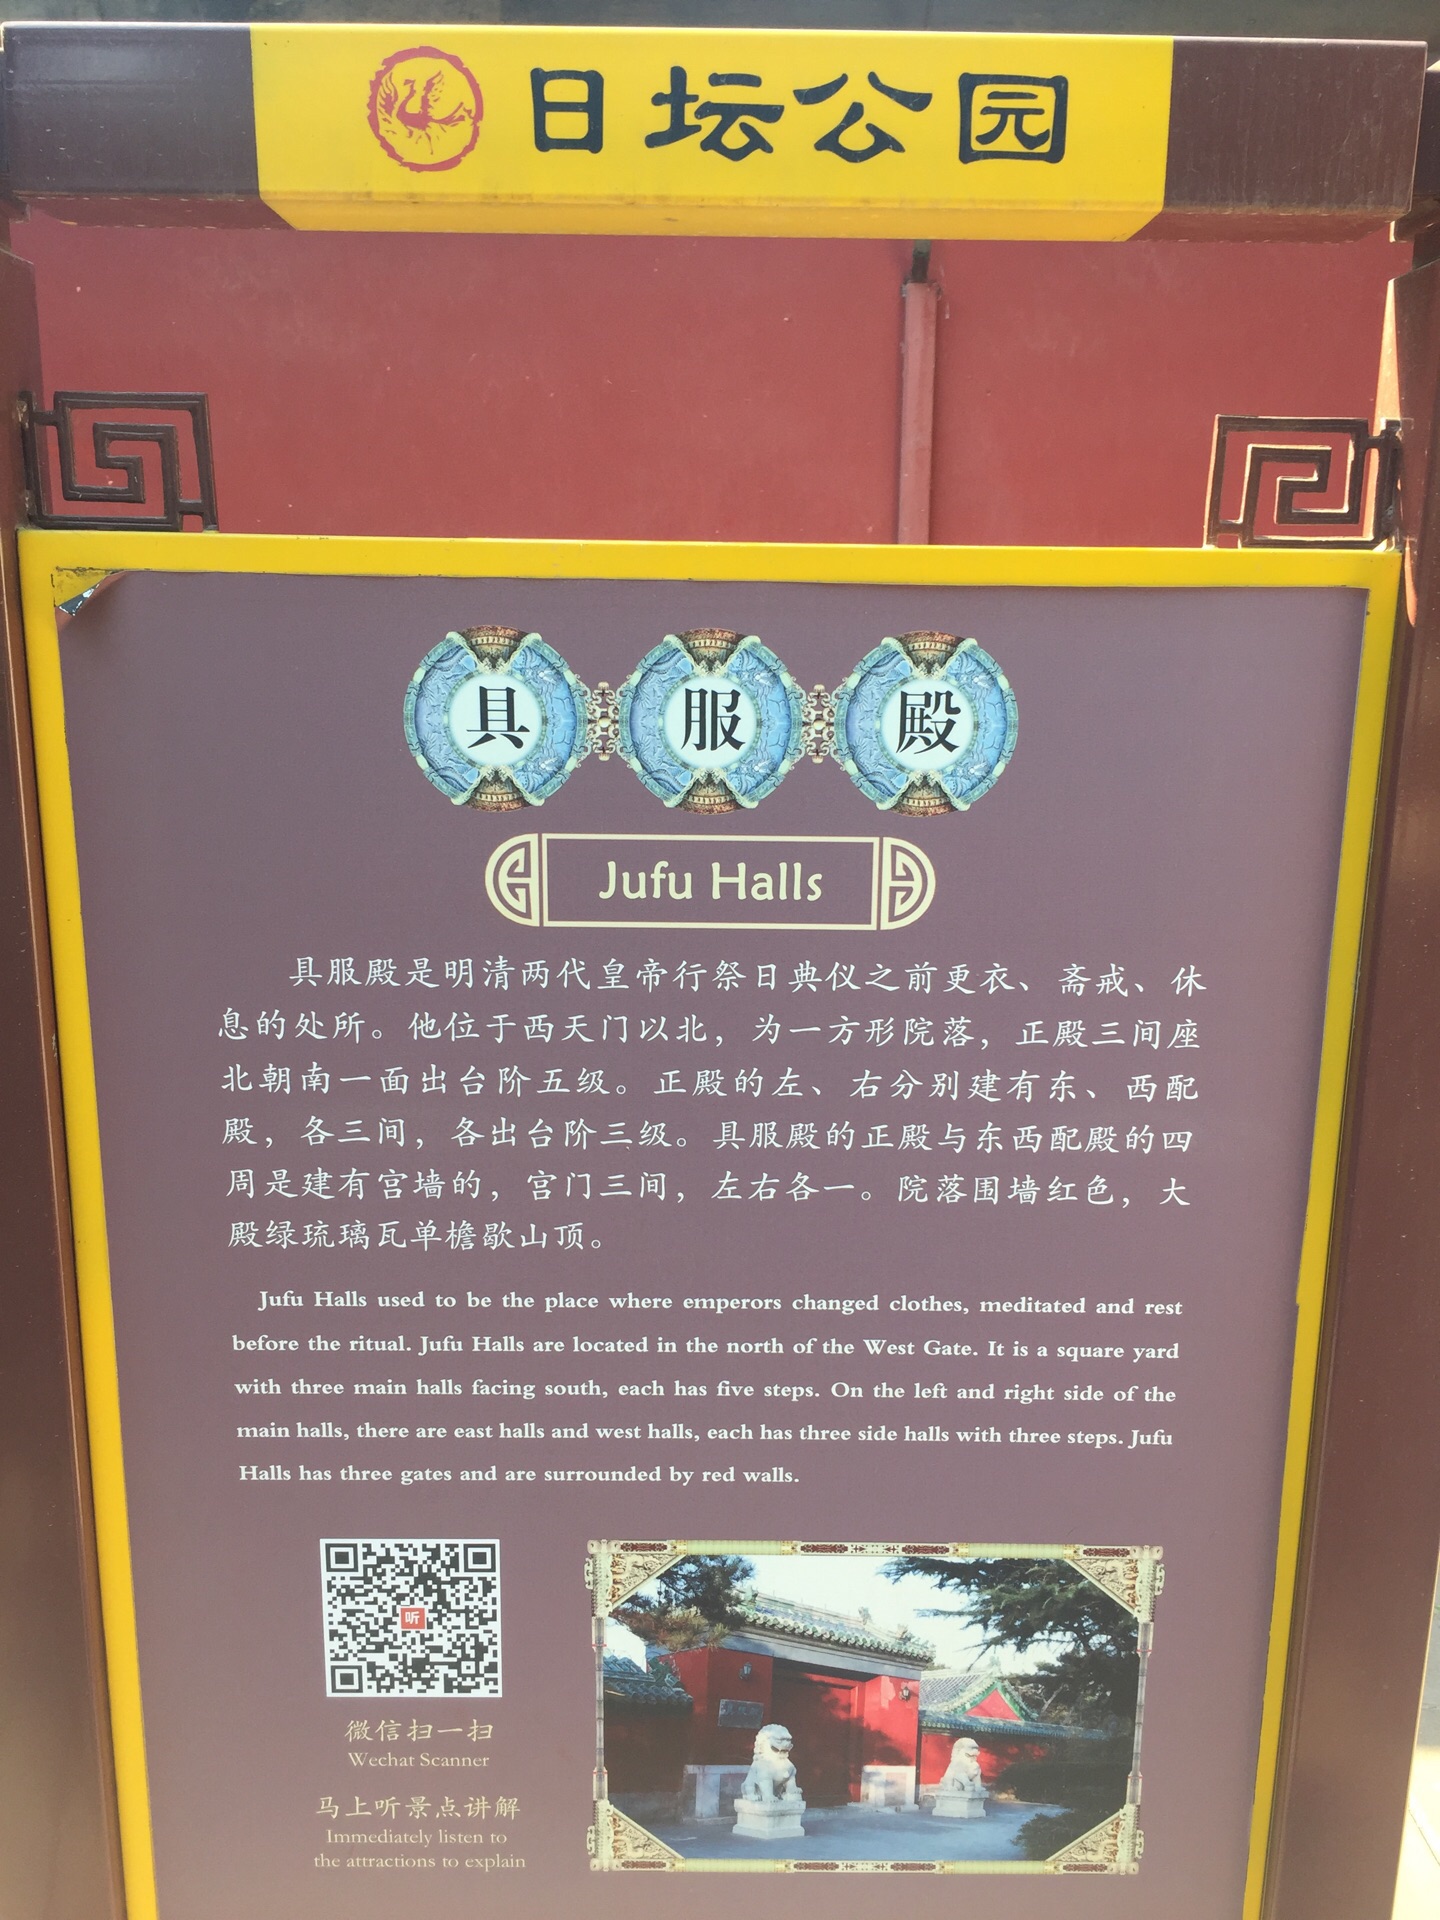 日坛公园
具服殿
Jufu Halls
具服殿是明清两代皇帝行祭日典仪之前更衣、斋戒、休
息的处所。他位于西天门以北，为一方形院落，正殿三间座
北朝南一面出台阶五级。正殿的左、右分别建有东、西配
殿，各三间，各出台阶三级。具服殿的正殿与东西配殿的四
周是建有宫墙的，宫门三间，左右各一。院落围墙红色，大
殿绿琉璃瓦单檐歇山顶。
Jufu Halls used to be the place where emperors changed clothes, meditated and rest
before the ritual. Jufu Halls are located in the north of the West Gate. It is a square yard
with three main halls facing south, each has five steps. On the left and right side of the
main halls, there are east halls and west halls, each has three side halls with three steps. Jufu
Halls has three gates and are surrounded by red walls.
听
微信扫一扫
Wechat Scanner
马上听景点讲解
Immediately listen to
the attractions to explain